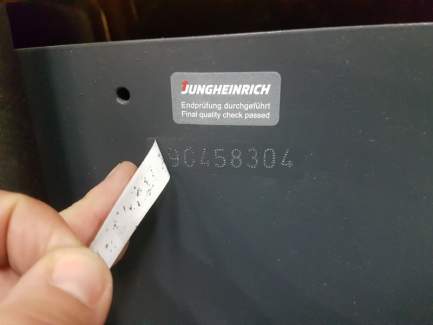 JUNGHEINRICH
Endprüfung durchgeführt
Final quality check passed
90458304